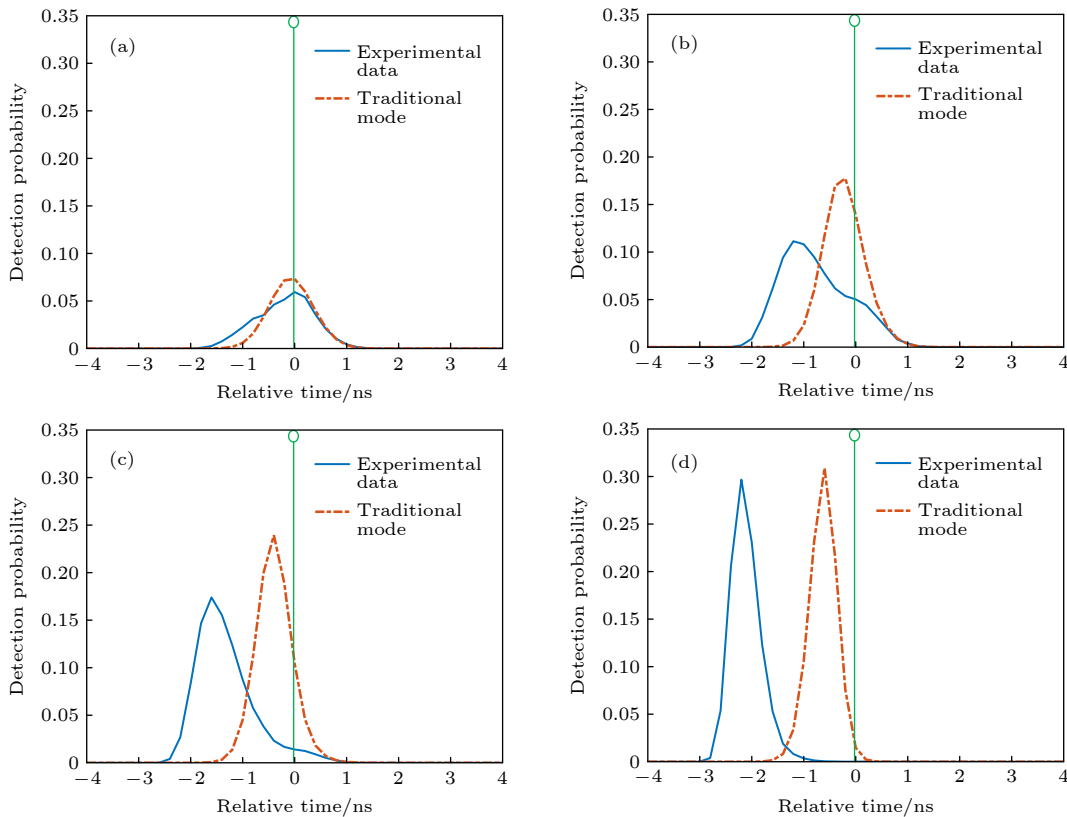 (a)
Experimental
data
Traditional
mode
0.35
0.30
0.25
0.20
0.15
0.10
0.05
0
Detection probability
−4
−3
−2
−1
0
1
2
3
4
Relative time/ns
(b)
Experimental
data
Traditional
mode
0.35
0.30
0.25
0.20
0.15
0.10
0.05
0
Detection probability
−4
−3
−2
−1
0
1
2
3
4
Relative time/ns
(c)
Experimental
data
Traditional
mode
0.35
0.30
0.25
0.20
0.15
0.10
0.05
0
Detection probability
−4
−3
−2
−1
0
1
2
3
4
Relative time/ns
(d)
Experimental
data
Traditional
mode
0.35
0.30
0.25
0.20
0.15
0.10
0.05
0
Detection probability
−4
−3
−2
−1
0
1
2
3
4
Relative time/ns